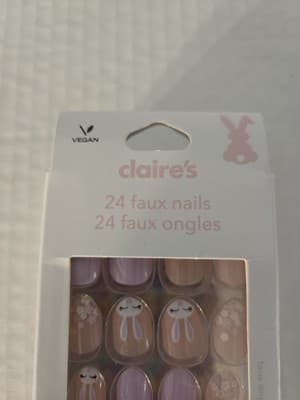 VEGAN
claire's
24 faux nails
24 faux ongles